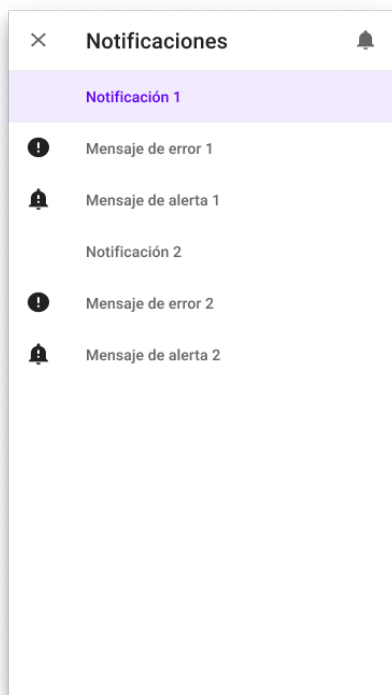 Notificaciones
Notificación 1
Mensaje de error 1
Mensaje de alerta 1
Notificación 2
Mensaje de error 2
Mensaje de alerta 2